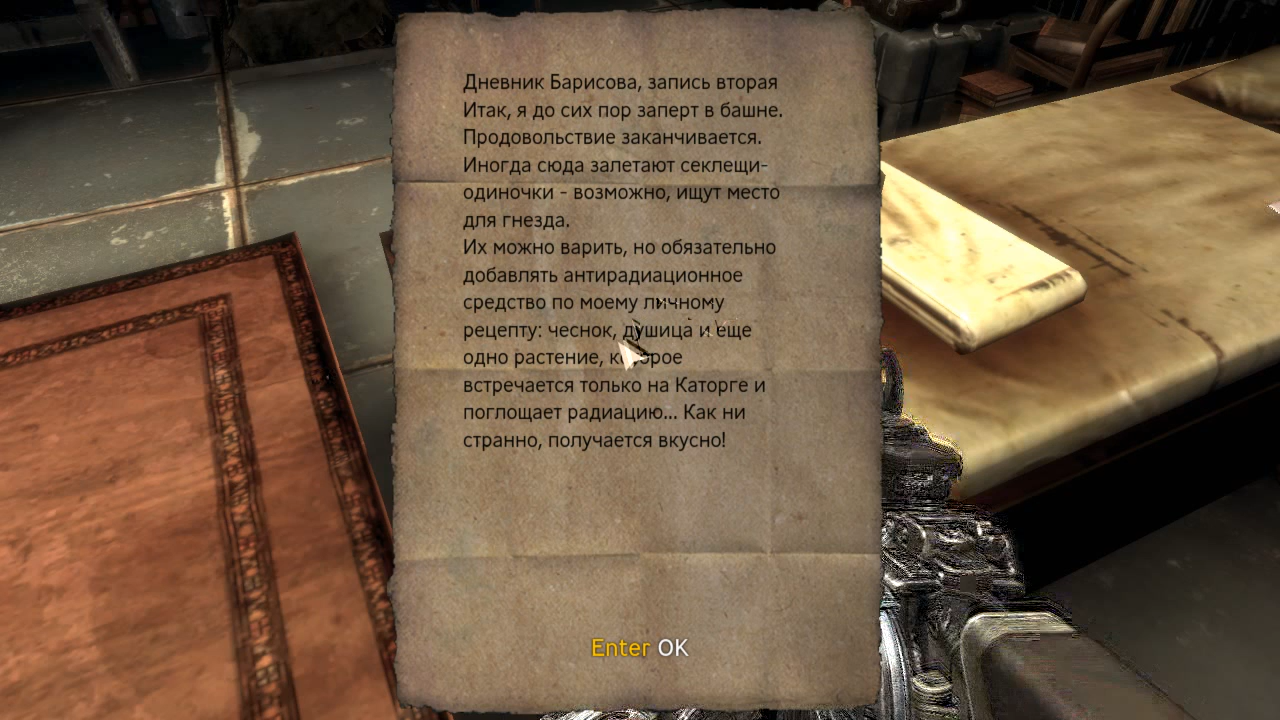 Дневник Барисова, запись вторая
Итак, я до сих пор заперт в башне.
Продовольствие заканчивается.
Иногда сюда залетают секлещи-
одиночки - возможно, ищут место
для гнезда.
Их можно варить, но обязательно
добавлять антирадиационное
средство по моему личному
рецепту: чеснок, душица и еще
одно растение, которое
встречается только на Каторге и
поглощает радиацию... Как ни
странно, получается вкусно!
Enter OK